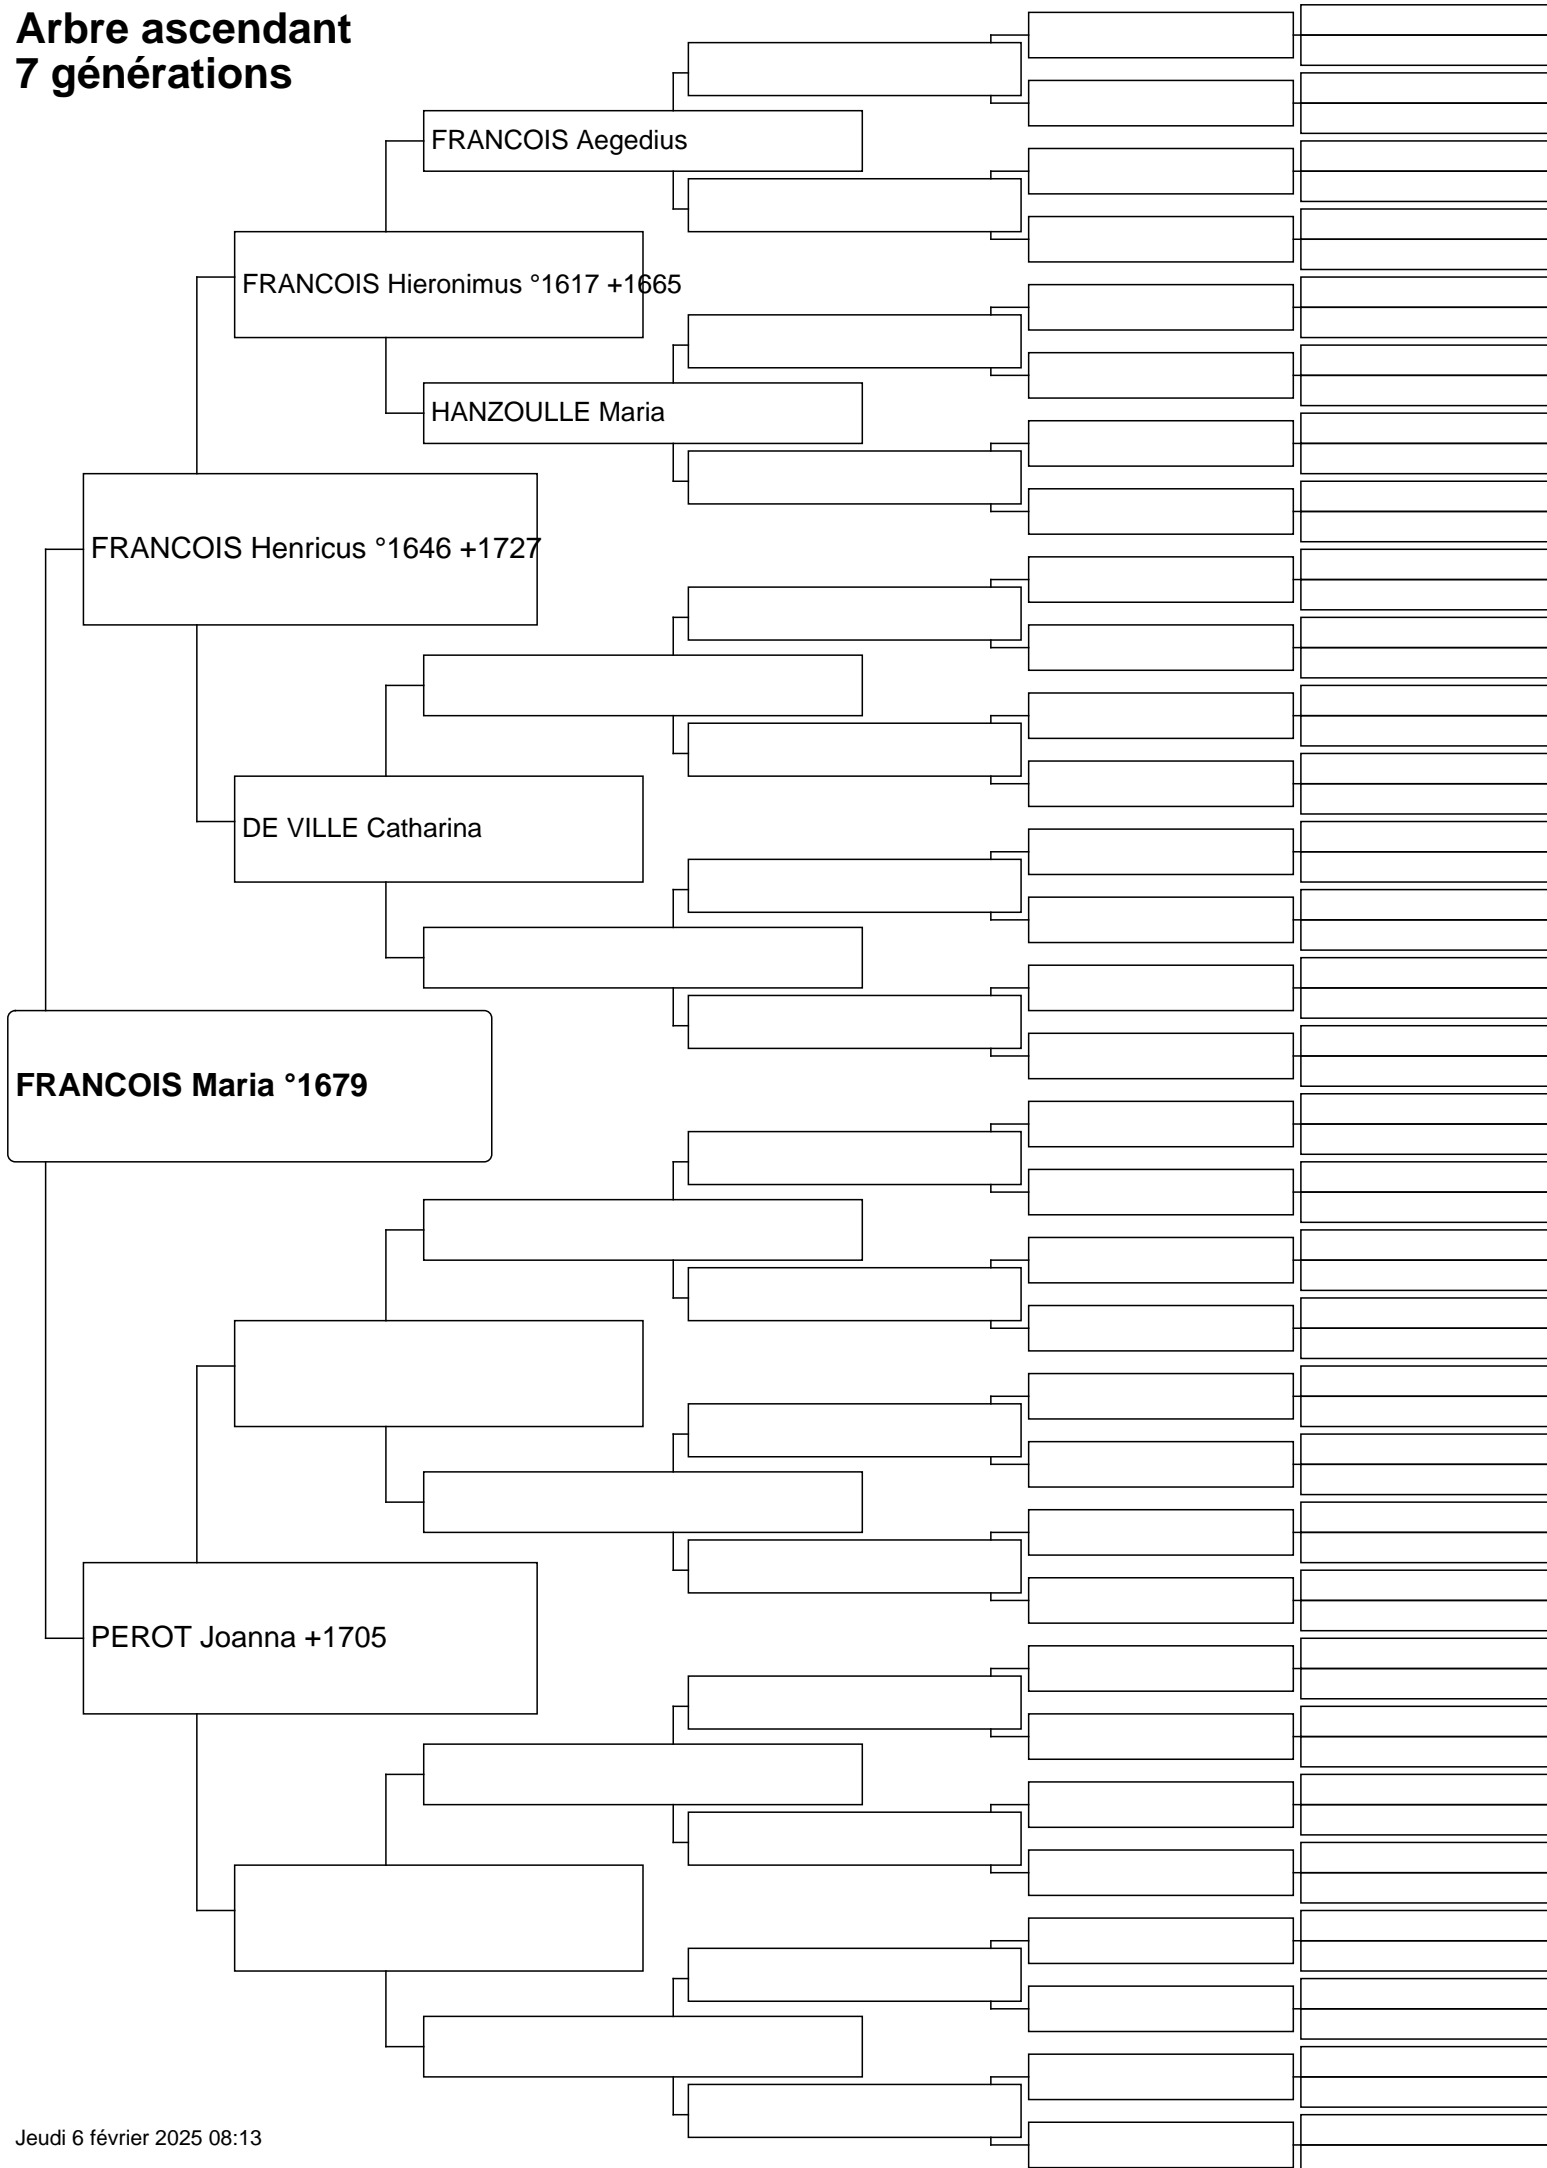 Arbre ascendant
7 générations
FRANCOIS Aegedius
FRANCOIS Hieronimus °1617 +1665
HANZOULLE Maria
FRANCOIS Henricus °1646 +1727
DE VILLE Catharina
FRANCOIS Maria °1679
PEROT Joanna +1705
Jeudi 6 février 2025 08:13